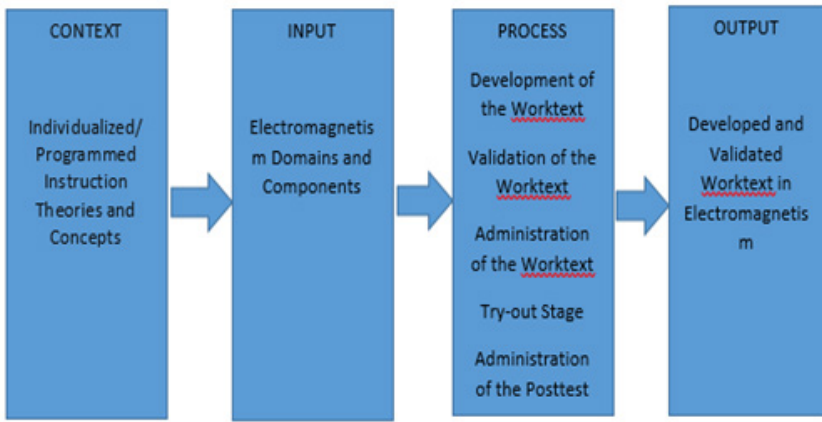 CONTEXT
Individualized/
Programmed
Instruction
Theories and
Concepts
INPUT
Electromagnetis
m Domains and
Components
PROCESS
Development of
the Worktext
Validation of the
Worktext
Administration
of the Worktext
Try-out Stage
Administration
of the Posttest
OUTPUT
Developed and
Validated
Worktext in
Electromagnetis
m